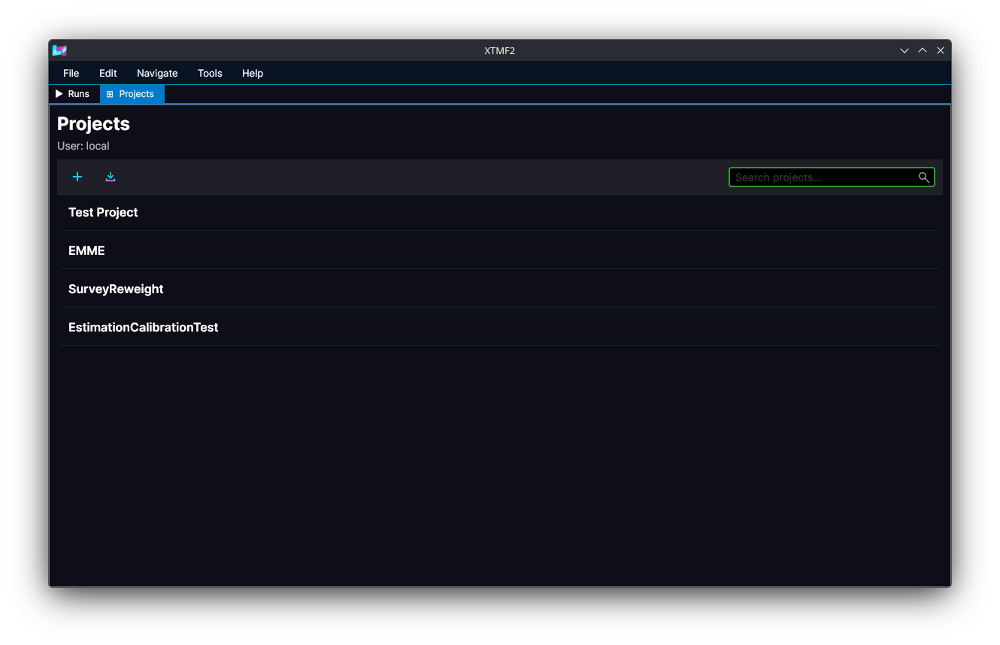 XTMF2
File Edit Navigate Tools Help
Runs Projects
Projects
User: local
Search projects...
Test Project
EMME
SurveyReweight
EstimationCalibrationTest